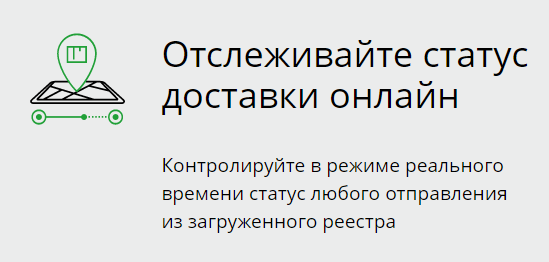 Отслеживайте статус
доставки онлайн
Контролируйте в режиме реального
времени статус любого отправления
из загруженного реестра